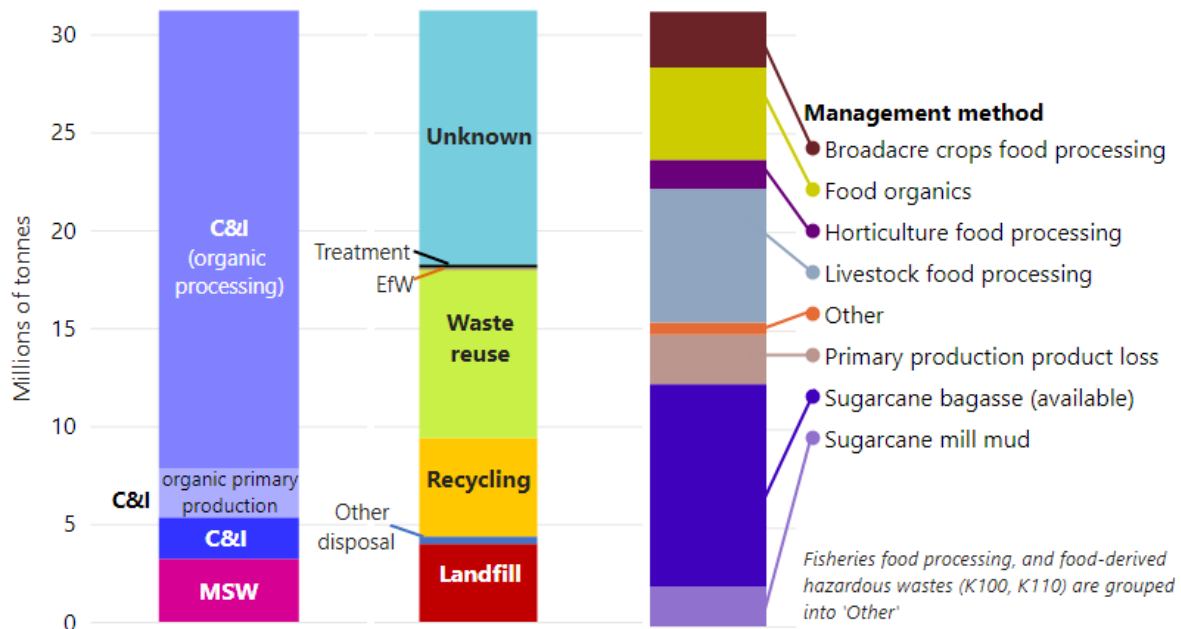 30
25
20
15
10
5
0
Millions of tonnes
C&I
(organic
processing)
organic primary
production
C&I
C&I
MSW
Unknown
Treatment
EfW
Waste
reuse
Recycling
Other
disposal
Landfill
Management method
Broadacre crops food processing
Food organics
Horticulture food processing
Livestock food processing
Other
Primary production product loss
Sugarcane bagasse (available)
Sugarcane mill mud
Fisheries food processing, and food-derived
hazardous wastes (K100, K110) are grouped
into 'Other'